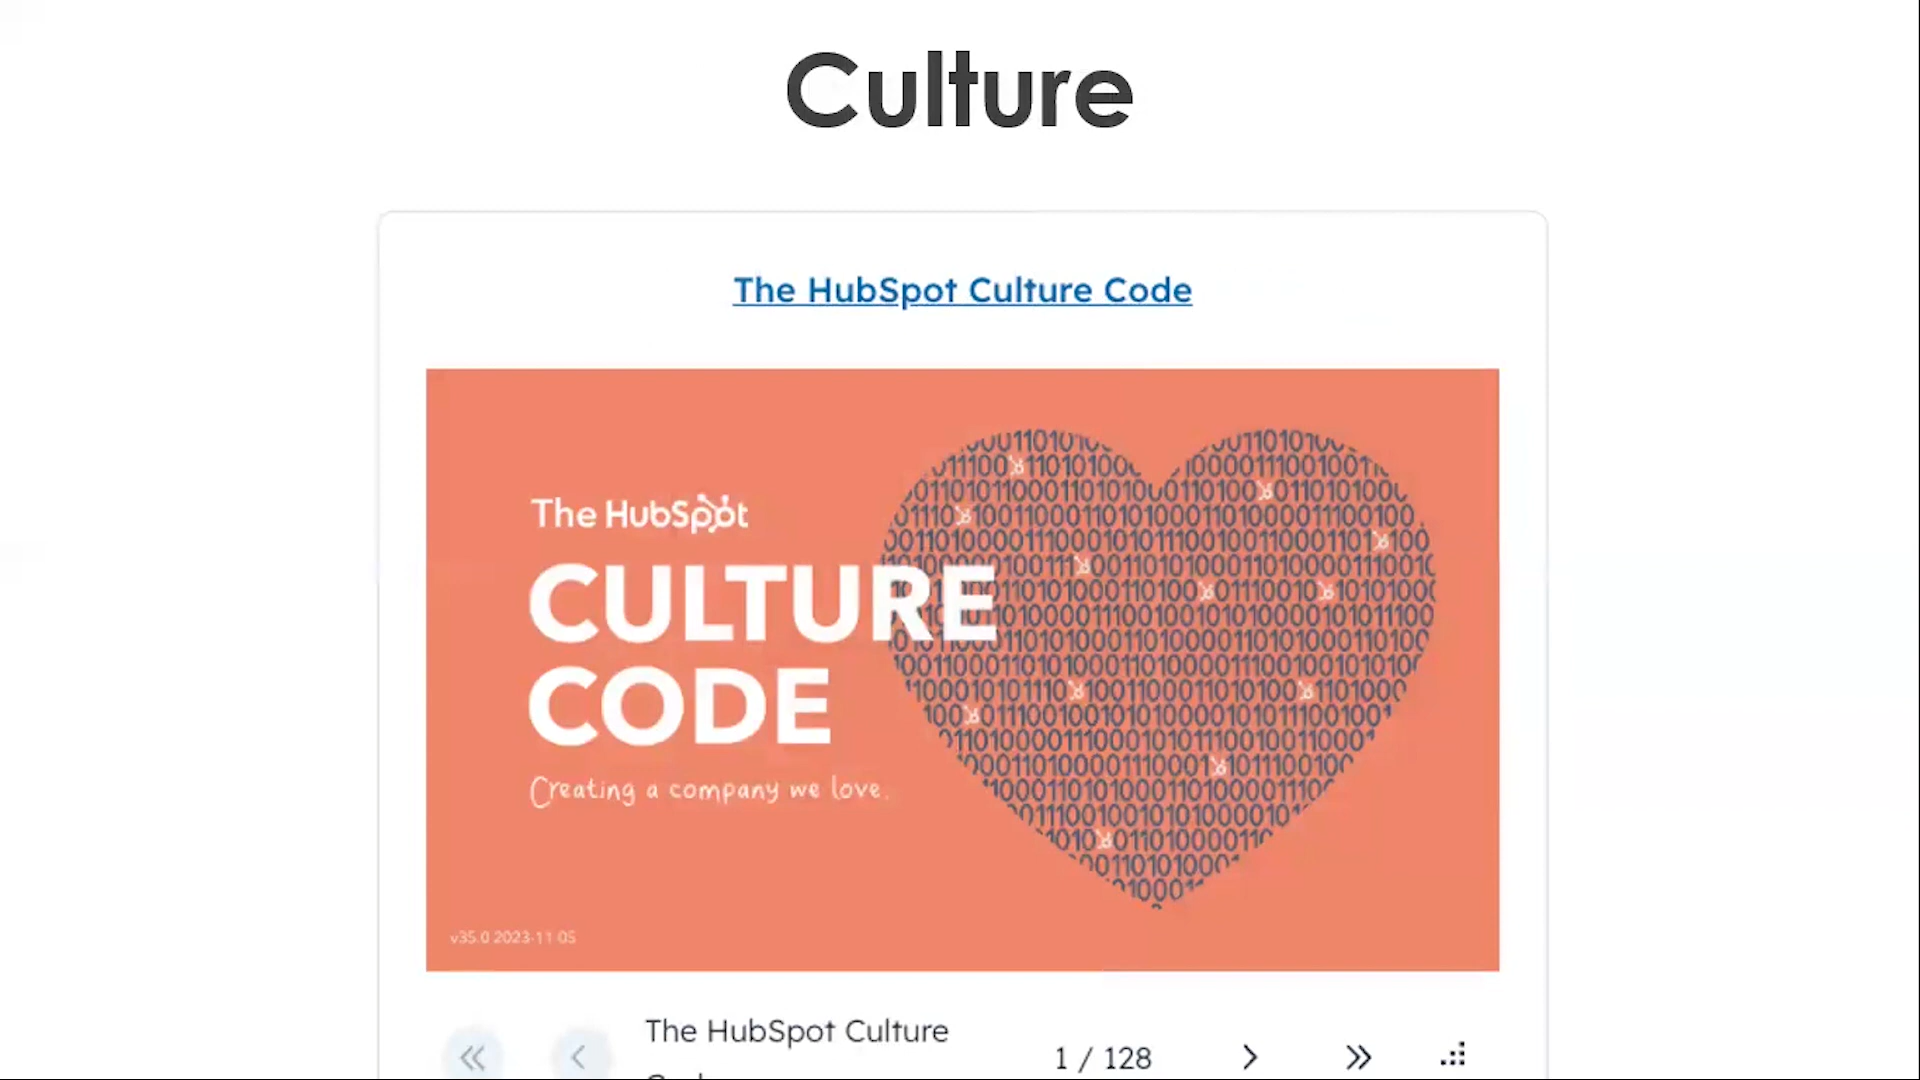 Culture
The HubSpot Culture Code
The HubSpot
CULTURE
CODE
Creating a company we love.
v35.0 2023-11-05
The HubSpot Culture
1 / 128